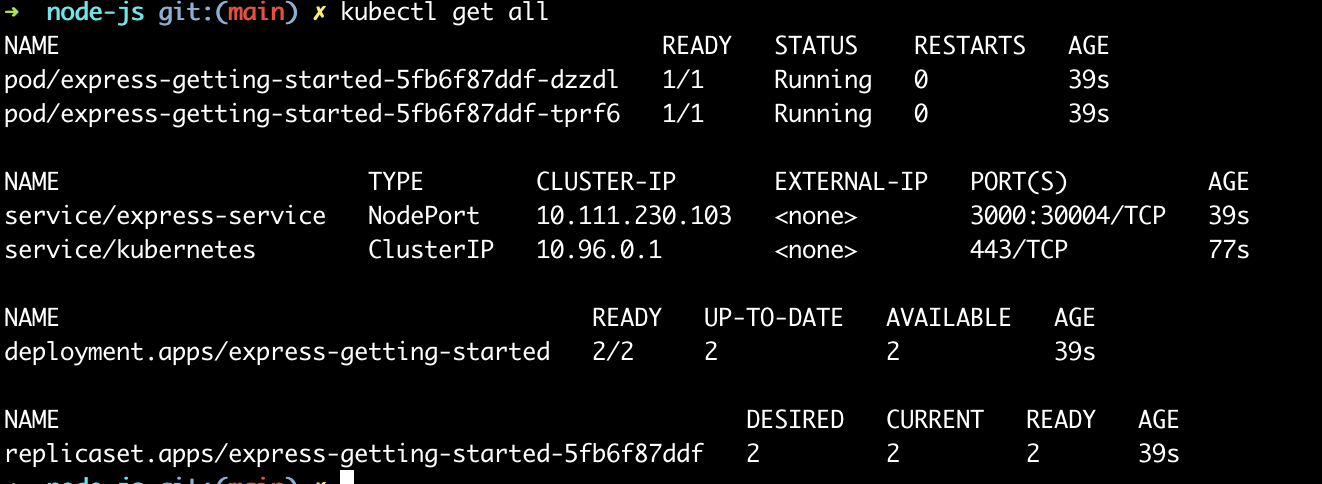 ➜ node-js git:(main) ✗ kubectl get all
NAME READY STATUS RESTARTS AGE
pod/express-getting-started-5fb6f87ddf-dzzdl 1/1 Running 0 39s
pod/express-getting-started-5fb6f87ddf-tprf6 1/1 Running 0 39s
NAME TYPE CLUSTER-IP EXTERNAL-IP PORT(S) AGE
service/express-service NodePort 10.111.230.103 <none> 3000:30004/TCP 39s
service/kubernetes ClusterIP 10.96.0.1 <none> 443/TCP 77s
NAME READY UP-TO-DATE AVAILABLE AGE
deployment.apps/express-getting-started 2/2 2 2 39s
NAME DESIRED CURRENT READY AGE
replicaset.apps/express-getting-started-5fb6f87ddf 2 2 2 39s
➜ node-js git:(main) ✗